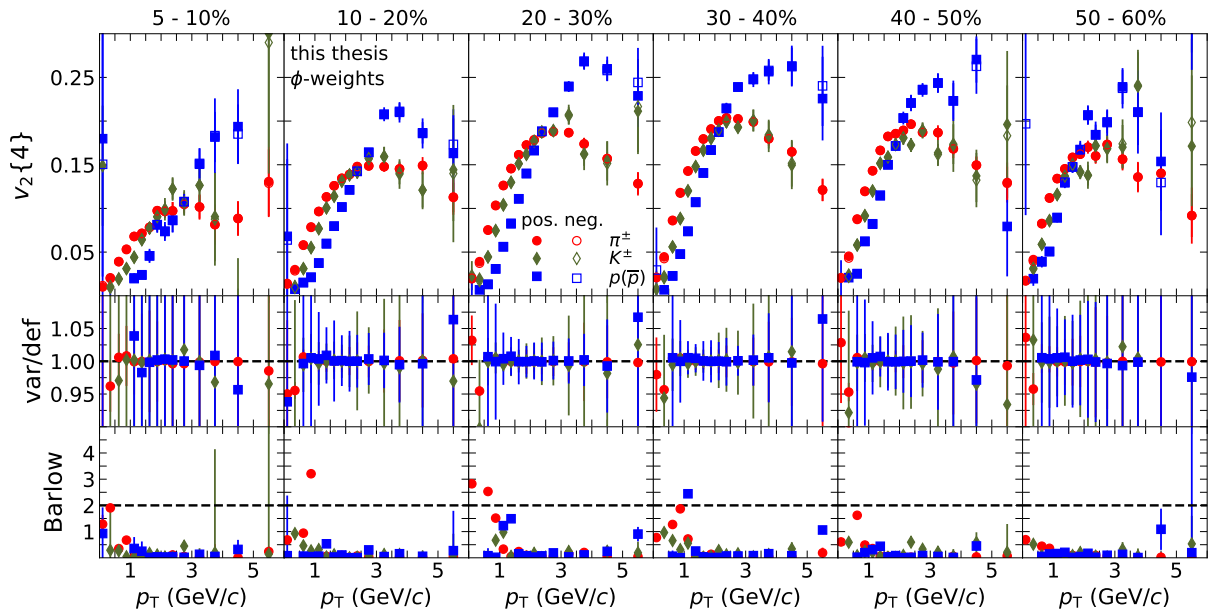 5 - 10% 10 - 20% 20 - 30% 30 - 40% 40 - 50% 50 - 60%
this thesis
ϕ-weights
v₂{4}
0.25
0.15
0.05
pos. neg.
π±
K±
p(p̅)
var/def
1.05
1.00
0.95
Barlow
4
3
2
1
1 3 5 1 3 5 1 3 5 1 3 5 1 3 5 1 3 5
pT (GeV/c) pT (GeV/c) pT (GeV/c) pT (GeV/c) pT (GeV/c) pT (GeV/c)